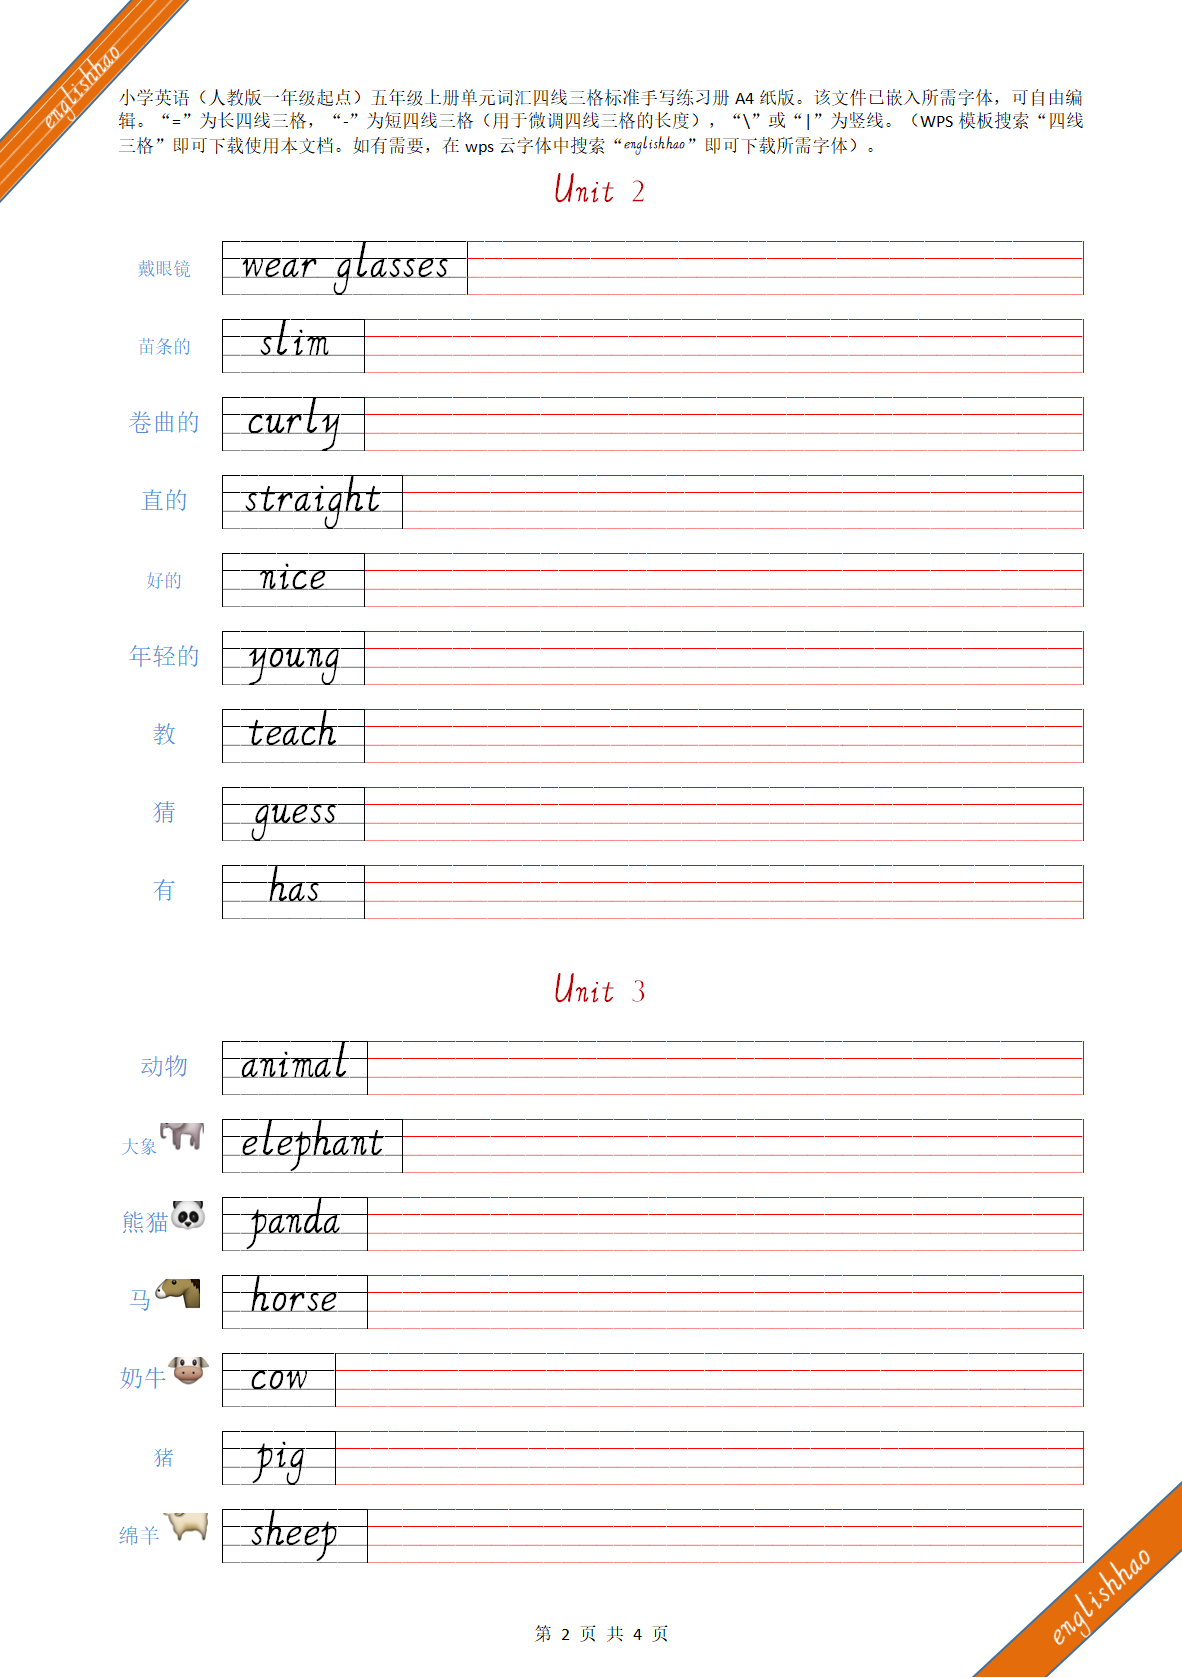 englishhao
小学英语（人教版一年级起点）五年级上册单元词汇四线三格标准手写练习册 A4 纸版。该文件已嵌入所需字体，可自由编
辑。“=”为长四线三格，“-”为短四线三格（用于微调四线三格的长度），“\”或“|”为竖线。（WPS 模板搜索“四线
三格”即可下载使用本文档。如有需要，在 wps 云字体中搜索“englishhao”即可下载所需字体）。
Unit 2
戴眼镜 wear glasses
苗条的 slim
卷曲的 curly
直的 straight
好的 nice
年轻的 young
教 teach
猜 guess
有 has
Unit 3
动物 animal
大象 elephant
熊猫 panda
马 horse
奶牛 cow
猪 pig
绵羊 sheep
englishhao
第 2 页 共 4 页